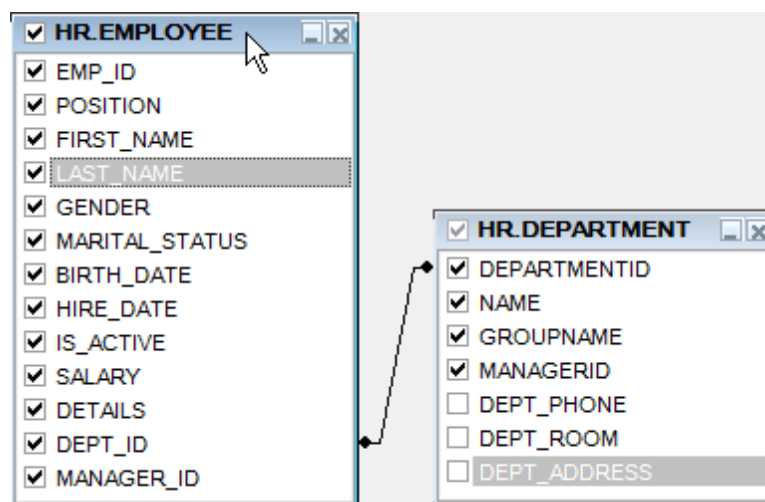 HR.EMPLOYEE
EMP_ID
POSITION
FIRST_NAME
LAST_NAME
GENDER
MARITAL_STATUS
BIRTH_DATE
HIRE_DATE
IS_ACTIVE
SALARY
DETAILS
DEPT_ID
MANAGER_ID
HR.DEPARTMENT
DEPARTMENTID
NAME
GROUPNAME
MANAGERID
DEPT_PHONE
DEPT_ROOM
DEPT_ADDRESS